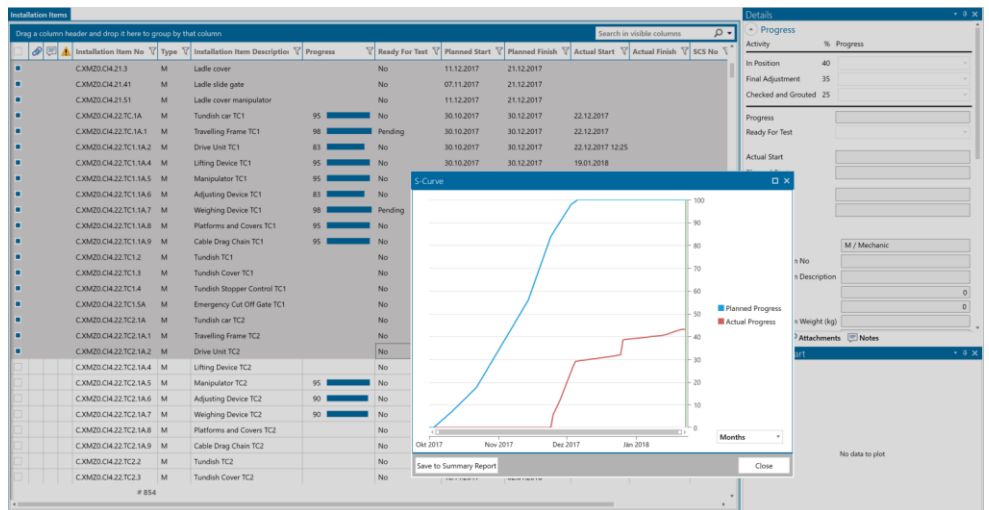 Installation Items
Drag a column header and drop it here to group by that column
Search in visible columns
Installation Item No Type Installation Item Description Progress Ready For Test Planned Start Planned Finish Actual Start Actual Finish SCS No
C.XMZ0.CI4.21.3 M Ladle cover No 11.12.2017 21.12.2017
C.XMZ0.CI4.21.41 M Ladle slide gate No 07.11.2017 21.12.2017
C.XMZ0.CI4.21.51 M Ladle cover manipulator No 11.12.2017 21.12.2017
C.XMZ0.CI4.22.TC.1A M Tundish car TC1 95 No 30.10.2017 30.12.2017 22.12.2017
C.XMZ0.CI4.22.TC1.1A.1 M Travelling Frame TC1 98 Pending 30.10.2017 30.12.2017 22.12.2017
C.XMZ0.CI4.22.TC1.1A.2 M Drive Unit TC1 83 No 30.10.2017 30.12.2017 22.12.2017 12:25
C.XMZ0.CI4.22.TC1.1A.4 M Lifting Device TC1 95 No 30.10.2017 30.12.2017 19.01.2018
C.XMZ0.CI4.22.TC1.1A.5 M Manipulator TC1 95 No
C.XMZ0.CI4.22.TC1.1A.6 M Adjusting Device TC1 83 No
C.XMZ0.CI4.22.TC1.1A.7 M Weighing Device TC1 98 Pending
C.XMZ0.CI4.22.TC1.1A.8 M Platforms and Covers TC1 95 No
C.XMZ0.CI4.22.TC1.1A.9 M Cable Drag Chain TC1 95 No
C.XMZ0.CI4.22.TC1.2 M Tundish TC1 No
C.XMZ0.CI4.22.TC1.3 M Tundish Cover TC1 No
C.XMZ0.CI4.22.TC1.4 M Tundish Stopper Control TC1 No
C.XMZ0.CI4.22.TC1.5A M Emergency Cut Off Gate TC1 No
C.XMZ0.CI4.22.TC2.1A M Tundish car TC2 No
C.XMZ0.CI4.22.TC2.1A.1 M Travelling Frame TC2 No
C.XMZ0.CI4.22.TC2.1A.2 M Drive Unit TC2 No
C.XMZ0.CI4.22.TC2.1A.4 M Lifting Device TC2 No
C.XMZ0.CI4.22.TC2.1A.5 M Manipulator TC2 95 No
C.XMZ0.CI4.22.TC2.1A.6 M Adjusting Device TC2 90 No
C.XMZ0.CI4.22.TC2.1A.7 M Weighing Device TC2 90 No
C.XMZ0.CI4.22.TC2.1A.8 M Platforms and Covers TC2 No
C.XMZ0.CI4.22.TC2.1A.9 M Cable Drag Chain TC2 No
C.XMZ0.CI4.22.TC2.2 M Tundish TC2 No
C.XMZ0.CI4.22.TC2.3 M Tundish Cover TC2 No
# 854
S-Curve
100
90
80
70
60
50
40
30
20
10
0
Planned Progress
Actual Progress
Okt 2017 Nov 2017 Dez 2017 Jän 2018
Months
Save to Summary Report Close
Details
Progress
Activity % Progress
In Position 40
Final Adjustment 35
Checked and Grouted 25
Progress
Ready For Test
Actual Start
M / Mechanic
No
Description
0
0
Weight (kg)
Attachments Notes
No data to plot